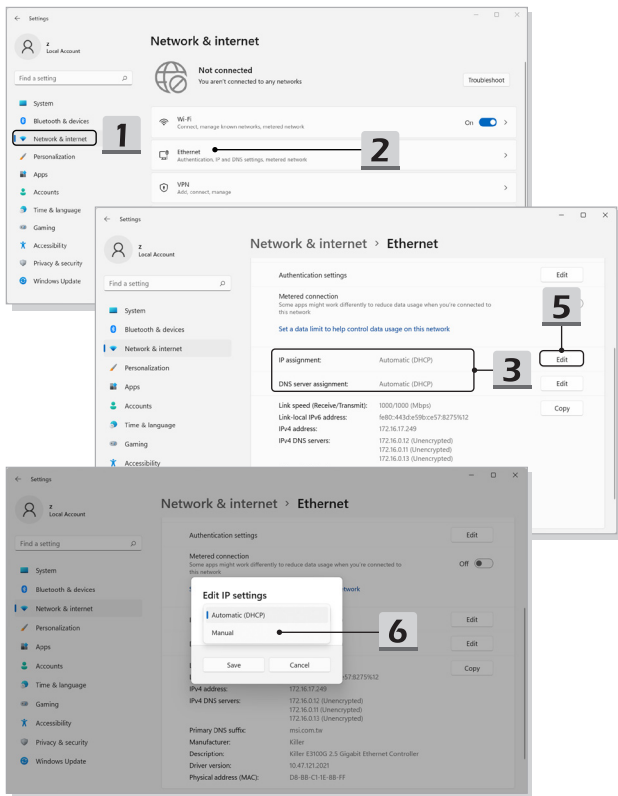 Settings
z
Local Account
Find a setting
System
Bluetooth & devices
Network & internet
Personalization
Apps
Accounts
Time & language
Gaming
Accessibility
Privacy & security
Windows Update
1
Network & internet
Not connected
You aren't connected to any networks
Troubleshoot
Wi-Fi
Connect, manage known networks, metered network
On
Ethernet
Authentication, IP and DNS settings, metered network
2
VPN
Add, connect, manage
Settings
z
Local Account
Find a setting
System
Bluetooth & devices
Network & internet
Personalization
Apps
Accounts
Time & language
Gaming
Accessibility
Network & internet > Ethernet
Authentication settings
Edit
Metered connection
Some apps might work differently to reduce data usage when you're connected to
this network
5
Set a data limit to help control data usage on this network
IP assignment: Automatic (DHCP)
Edit
3
DNS server assignment: Automatic (DHCP)
Edit
Link speed (Receive/Transmit): 1000/1000 (Mbps)
Copy
Link-local IPv6 address: fe80::443d:e59b:ce57:8275%12
IPv4 address: 172.16.17.249
IPv4 DNS servers: 172.16.0.12 (Unencrypted)
172.16.0.11 (Unencrypted)
172.16.0.13 (Unencrypted)
Settings
z
Local Account
Find a setting
System
Bluetooth & devices
Network & internet
Personalization
Apps
Accounts
Time & language
Gaming
Accessibility
Privacy & security
Windows Update
Network & internet > Ethernet
Authentication settings
Edit
Metered connection
Some apps might work differently to reduce data usage when you're connected to
this network
Off
Edit IP settings
Automatic (DHCP)
Manual
6
Save
Cancel
Edit
Edit
Copy
e57:8275%12
IPv4 address: 172.16.17.249
IPv4 DNS servers: 172.16.0.12 (Unencrypted)
172.16.0.11 (Unencrypted)
172.16.0.13 (Unencrypted)
Primary DNS suffix: msi.com.tw
Manufacturer: Killer
Description: Killer E3100G 2.5 Gigabit Ethernet Controller
Driver version: 10.47.121.2021
Physical address (MAC): D8-BB-C1-1E-BB-FF